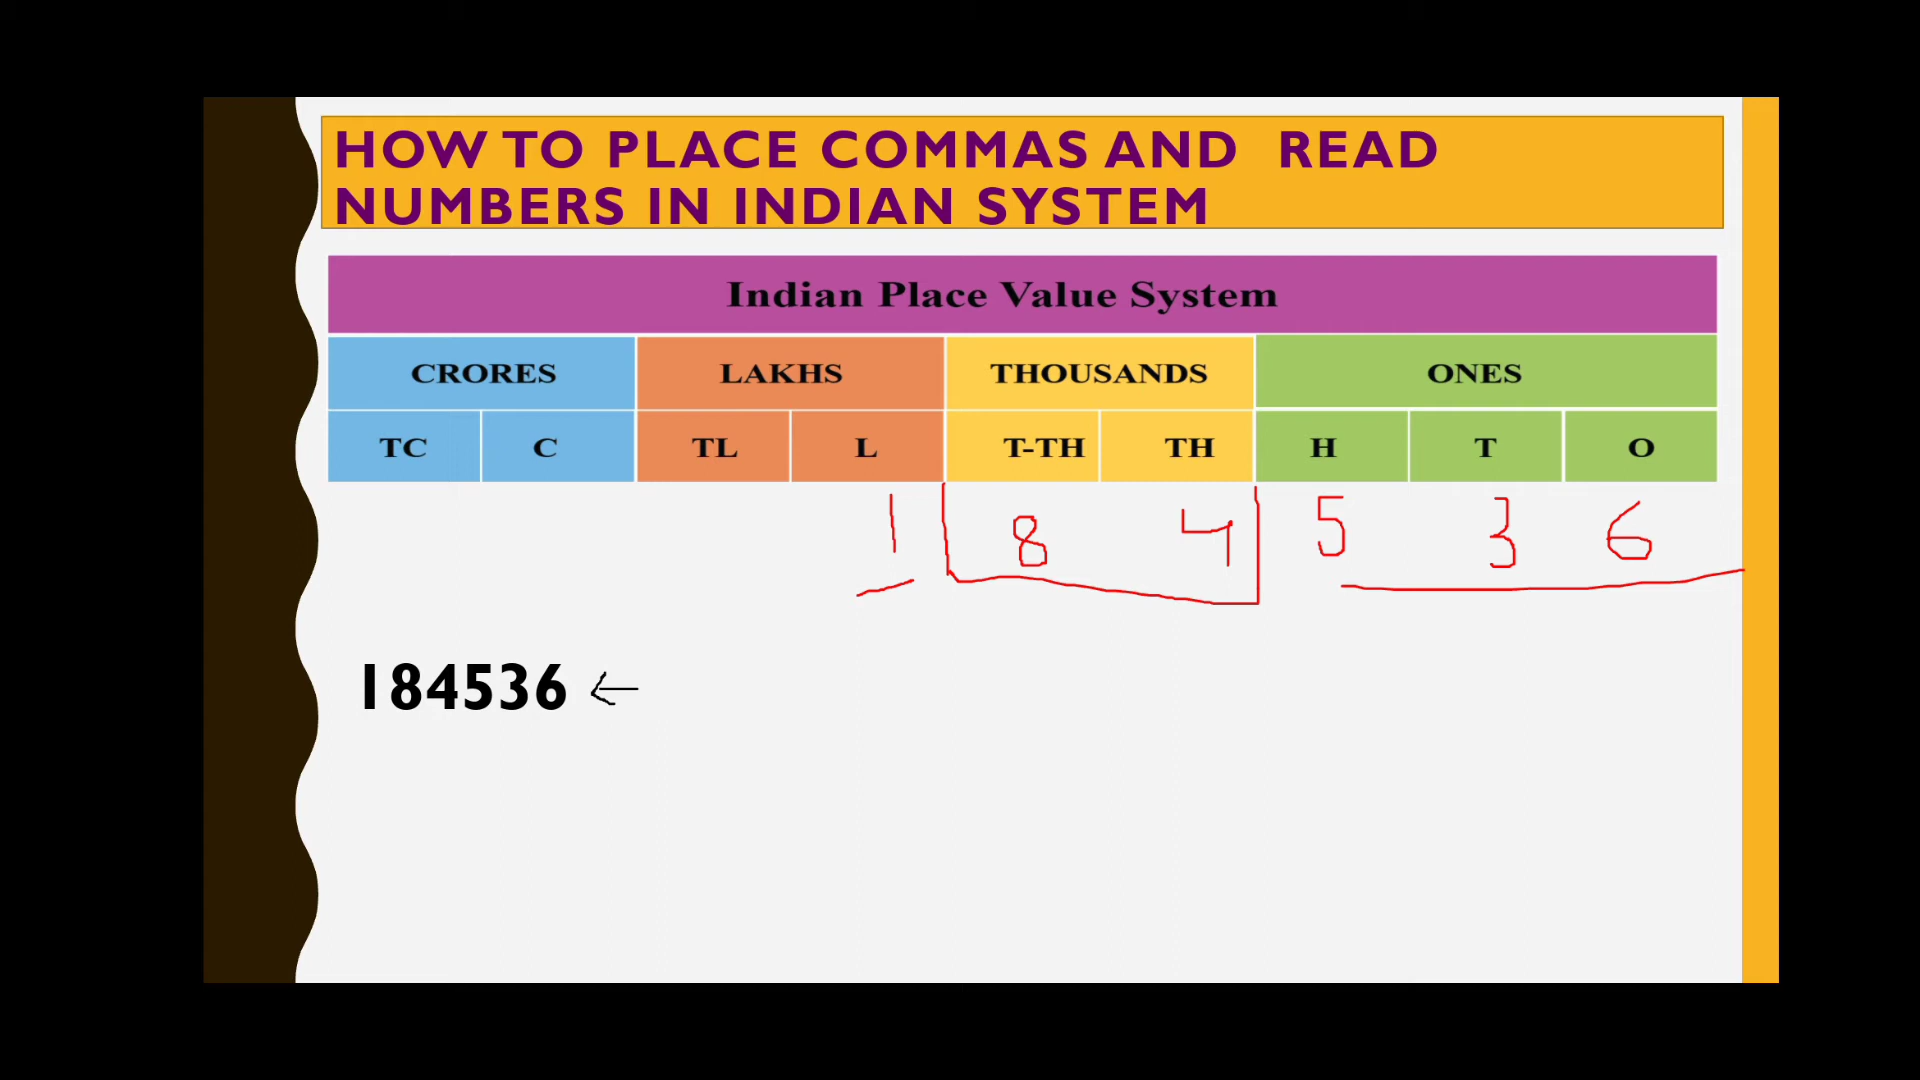 HOW TO PLACE COMMAS AND READ
NUMBERS IN INDIAN SYSTEM
Indian Place Value System
CRORES LAKHS THOUSANDS ONES
TC C TL L T-TH TH H T O
1 8 4 5 3 6
184536 ←